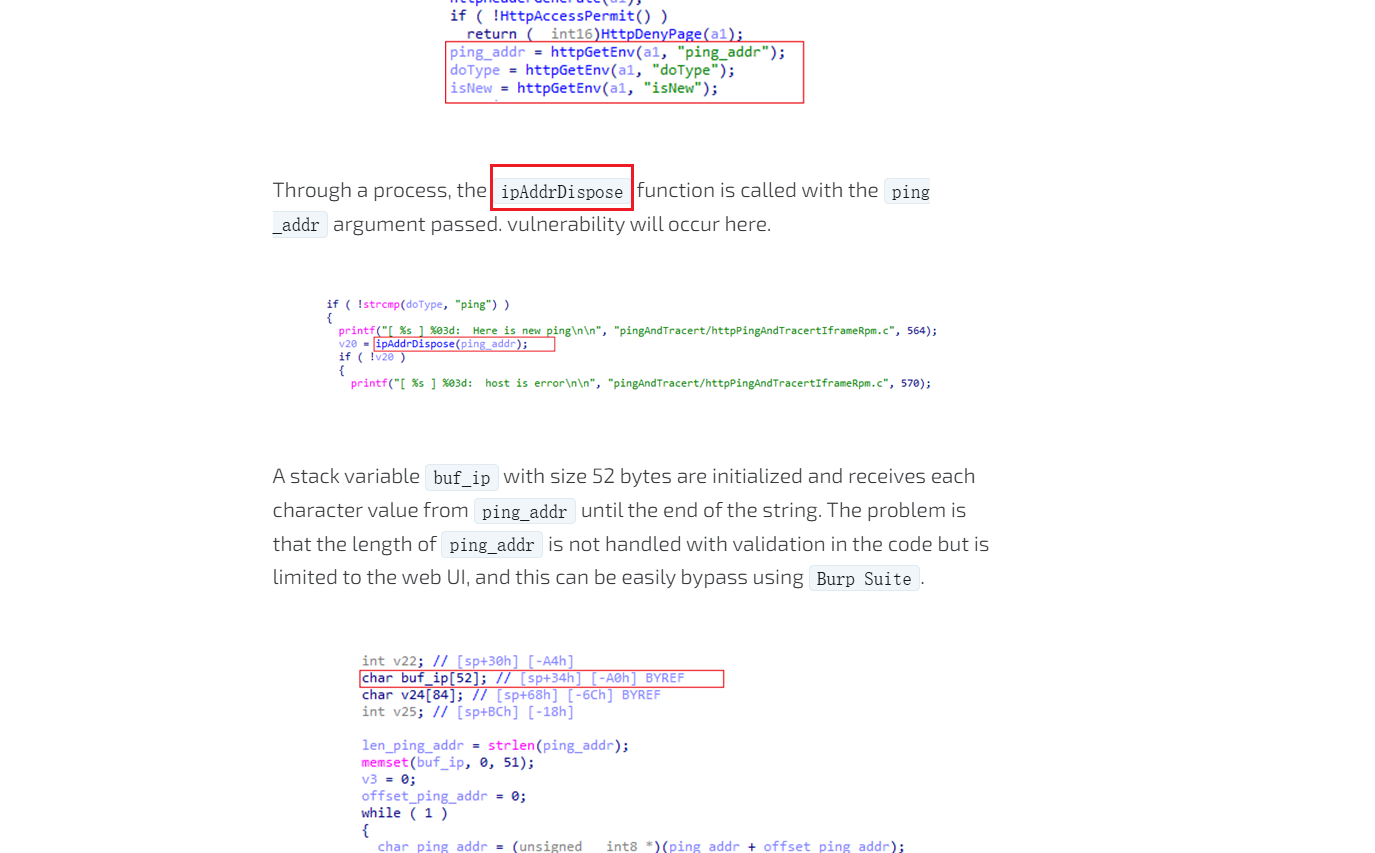 if ( !HttpAccessPermit() )
return (__int16)HttpDenyPage(a1);
ping_addr = httpGetEnv(a1, "ping_addr");
doType = httpGetEnv(a1, "doType");
isNew = httpGetEnv(a1, "isNew");
Through a process, the ipAddrDispose function is called with the ping
_addr argument passed. vulnerability will occur here.
if ( !strcmp(doType, "ping") )
{
printf("[ %s ] %03d:  Here is new ping\n\n", "pingAndTracert/httpPingAndTracertIframeRpm.c", 564);
v20 = ipAddrDispose(ping_addr);
if ( !v20 )
{
printf("[ %s ] %03d:  host is error\n\n", "pingAndTracert/httpPingAndTracertIframeRpm.c", 570);
A stack variable buf_ip with size 52 bytes are initialized and receives each
character value from ping_addr until the end of the string. The problem is
that the length of ping_addr is not handled with validation in the code but is
limited to the web UI, and this can be easily bypass using Burp Suite.
int v22; // [sp+30h] [-A4h]
char buf_ip[52]; // [sp+34h] [-A0h] BYREF
char v24[84]; // [sp+68h] [-6Ch] BYREF
int v25; // [sp+BCh] [-18h]
len_ping_addr = strlen(ping_addr);
memset(buf_ip, 0, 51);
v3 = 0;
offset_ping_addr = 0;
while ( 1 )
{
char_ping_addr = (unsigned __int8 *)(ping_addr + offset_ping_addr);